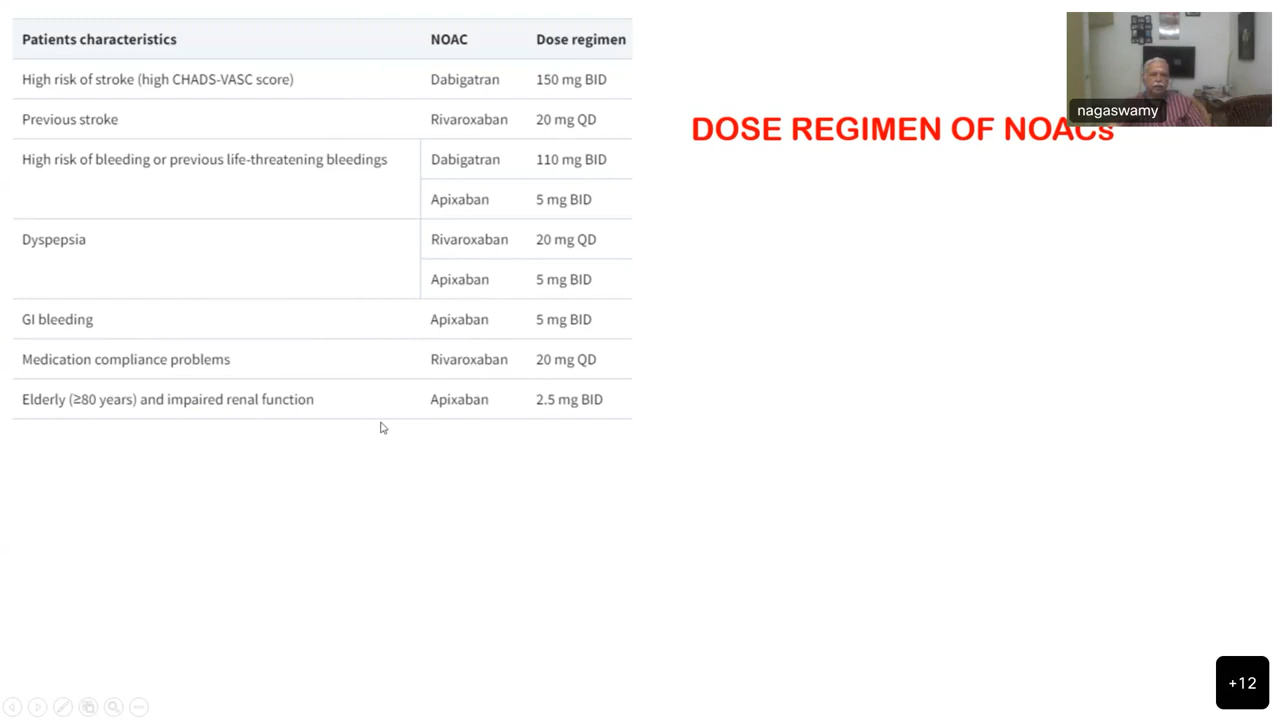 Patients characteristics NOAC Dose regimen
High risk of stroke (high CHADS-VASC score) Dabigatran 150 mg BID
Previous stroke Rivaroxaban 20 mg QD
High risk of bleeding or previous life-threatening bleedings Dabigatran 110 mg BID
Apixaban 5 mg BID
Dyspepsia Rivaroxaban 20 mg QD
Apixaban 5 mg BID
GI bleeding Apixaban 5 mg BID
Medication compliance problems Rivaroxaban 20 mg QD
Elderly (≥80 years) and impaired renal function Apixaban 2.5 mg BID
DOSE REGIMEN OF NOACs
nagaswamy
+12